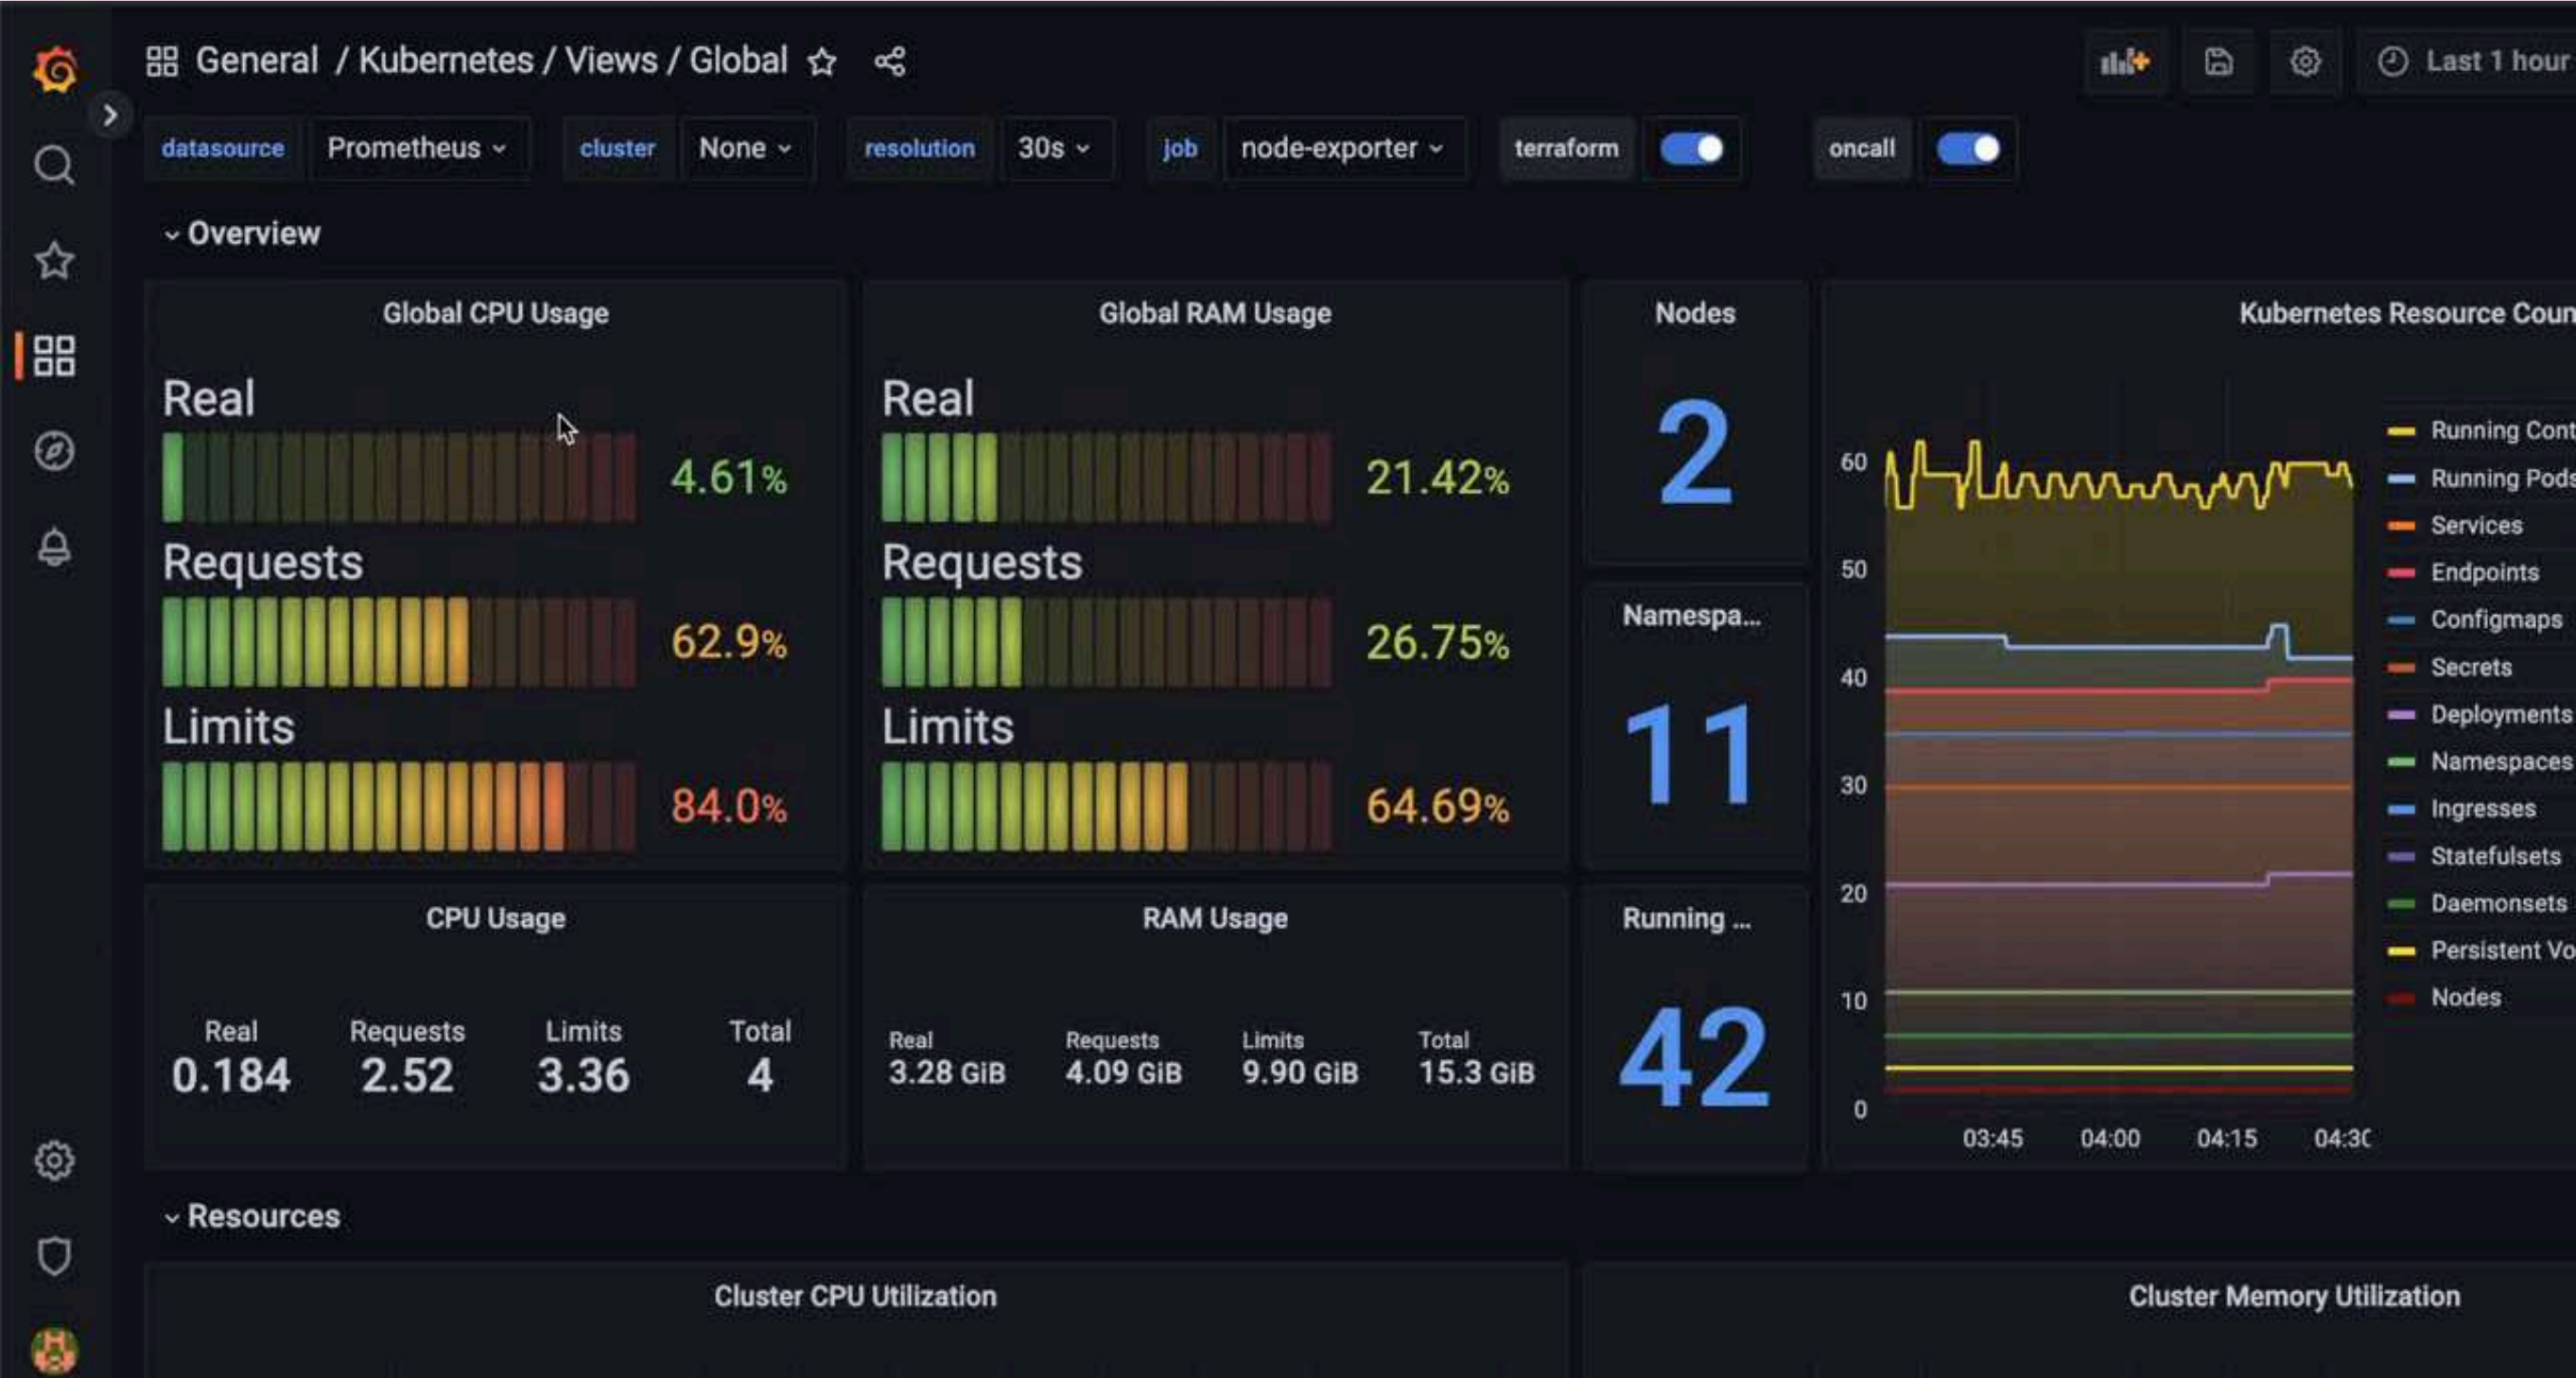 General / Kubernetes / Views / Global
Last 1 hour
datasource Prometheus cluster None resolution 30s job node-exporter terraform oncall
Overview
Global CPU Usage
Real
4.61%
Requests
62.9%
Limits
84.0%
Global RAM Usage
Real
21.42%
Requests
26.75%
Limits
64.69%
Nodes
2
Namespa...
11
Running ...
42
CPU Usage
Real Requests Limits Total
0.184 2.52 3.36 4
RAM Usage
Real Requests Limits Total
3.28 GiB 4.09 GiB 9.90 GiB 15.3 GiB
Kubernetes Resource Coun
60
50
40
30
20
10
0
03:45 04:00 04:15 04:30
Running Cont
Running Pods
Services
Endpoints
Configmaps
Secrets
Deployments
Namespaces
Ingresses
Statefulsets
Daemonsets
Persistent Vo
Nodes
Resources
Cluster CPU Utilization
Cluster Memory Utilization